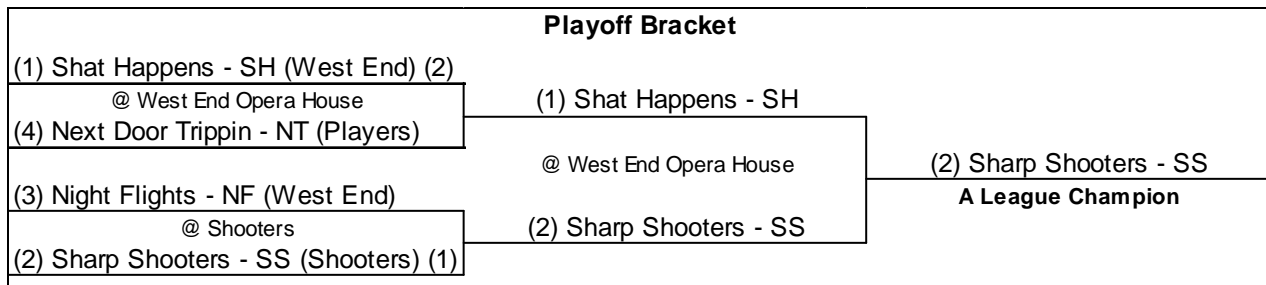 Playoff Bracket
(1) Shat Happens - SH (West End) (2)
@ West End Opera House
(4) Next Door Trippin - NT (Players)
(1) Shat Happens - SH
@ West End Opera House
(2) Sharp Shooters - SS
A League Champion
(3) Night Flights - NF (West End)
@ Shooters
(2) Sharp Shooters - SS (Shooters) (1)
(2) Sharp Shooters - SS